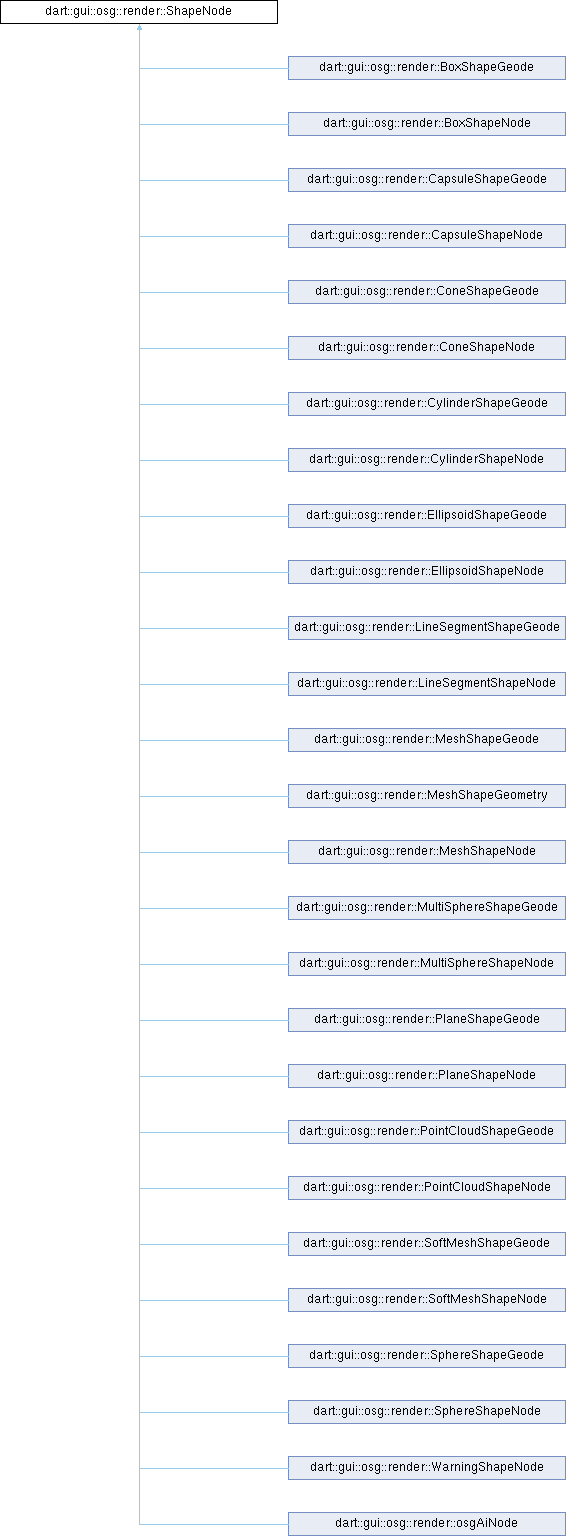 dart::gui::osg::render::ShapeNode
dart::gui::osg::render::BoxShapeGeode
dart::gui::osg::render::BoxShapeNode
dart::gui::osg::render::CapsuleShapeGeode
dart::gui::osg::render::CapsuleShapeNode
dart::gui::osg::render::ConeShapeGeode
dart::gui::osg::render::ConeShapeNode
dart::gui::osg::render::CylinderShapeGeode
dart::gui::osg::render::CylinderShapeNode
dart::gui::osg::render::EllipsoidShapeGeode
dart::gui::osg::render::EllipsoidShapeNode
dart::gui::osg::render::LineSegmentShapeGeode
dart::gui::osg::render::LineSegmentShapeNode
dart::gui::osg::render::MeshShapeGeode
dart::gui::osg::render::MeshShapeGeometry
dart::gui::osg::render::MeshShapeNode
dart::gui::osg::render::MultiSphereShapeGeode
dart::gui::osg::render::MultiSphereShapeNode
dart::gui::osg::render::PlaneShapeGeode
dart::gui::osg::render::PlaneShapeNode
dart::gui::osg::render::PointCloudShapeGeode
dart::gui::osg::render::PointCloudShapeNode
dart::gui::osg::render::SoftMeshShapeGeode
dart::gui::osg::render::SoftMeshShapeNode
dart::gui::osg::render::SphereShapeGeode
dart::gui::osg::render::SphereShapeNode
dart::gui::osg::render::WarningShapeNode
dart::gui::osg::render::osgAiNode